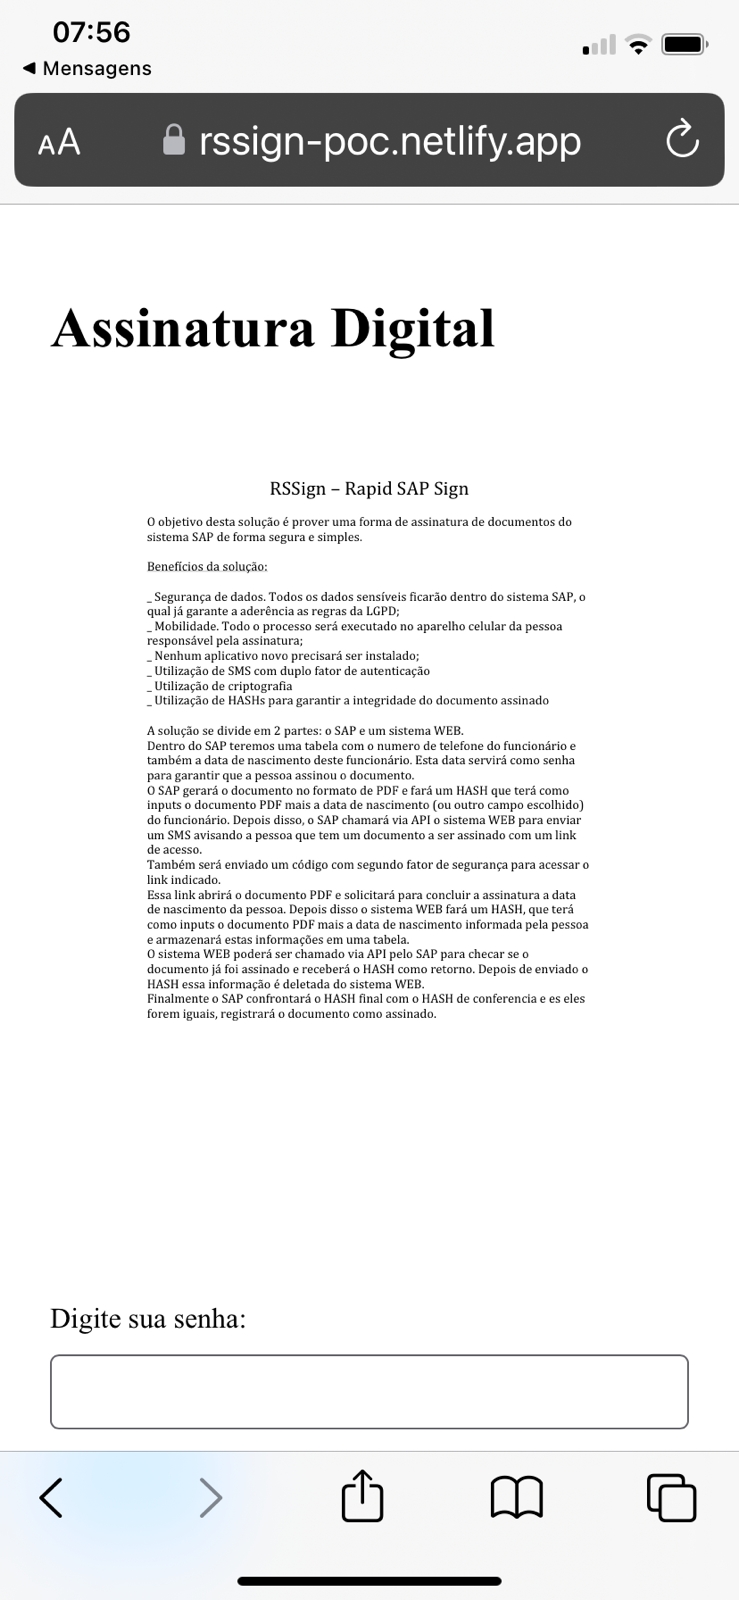 07:56
◀ Mensagens
AA rssign-poc.netlify.app
Assinatura Digital
RSSign – Rapid SAP Sign
O objetivo desta solução é prover uma forma de assinatura de documentos do
sistema SAP de forma segura e simples.
Benefícios da solução:
_ Segurança de dados. Todos os dados sensíveis ficarão dentro do sistema SAP, o
qual já garante a aderência as regras da LGPD;
_ Mobilidade. Todo o processo será executado no aparelho celular da pessoa
responsável pela assinatura;
_ Nenhum aplicativo novo precisará ser instalado;
_ Utilização de SMS com duplo fator de autenticação
_ Utilização de criptografia
_ Utilização de HASHs para garantir a integridade do documento assinado
A solução se divide em 2 partes: o SAP e um sistema WEB.
Dentro do SAP teremos uma tabela com o numero de telefone do funcionário e
também a data de nascimento deste funcionário. Esta data servirá como senha
para garantir que a pessoa assinou o documento.
O SAP gerará o documento no formato de PDF e fará um HASH que terá como
inputs o documento PDF mais a data de nascimento (ou outro campo escolhido)
do funcionário. Depois disso, o SAP chamará via API o sistema WEB para enviar
um SMS avisando a pessoa que tem um documento a ser assinado com um link
de acesso.
Também será enviado um código com segundo fator de segurança para acessar o
link indicado.
Essa link abrirá o documento PDF e solicitará para concluir a assinatura a data
de nascimento da pessoa. Depois disso o sistema WEB fará um HASH, que terá
como inputs o documento PDF mais a data de nascimento informada pela pessoa
e armazenará estas informações em uma tabela.
O sistema WEB poderá ser chamado via API pelo SAP para checar se o
documento já foi assinado e receberá o HASH como retorno. Depois de enviado o
HASH essa informação é deletada do sistema WEB.
Finalmente o SAP confrontará o HASH final com o HASH de conferencia e es eles
forem iguais, registrará o documento como assinado.
Digite sua senha: